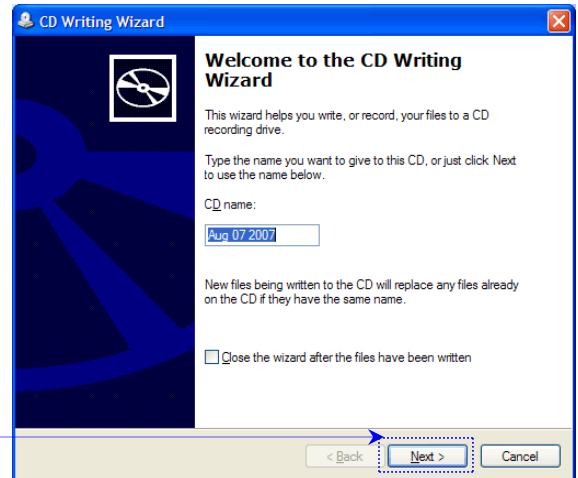 CD Writing Wizard
Welcome to the CD Writing
Wizard
This wizard helps you write, or record, your files to a CD
recording drive.
Type the name you want to give to this CD, or just click Next
to use the name below.
CD name:
Aug 07 2007
New files being written to the CD will replace any files already
on the CD if they have the same name.
Close the wizard after the files have been written
< Back Next > Cancel